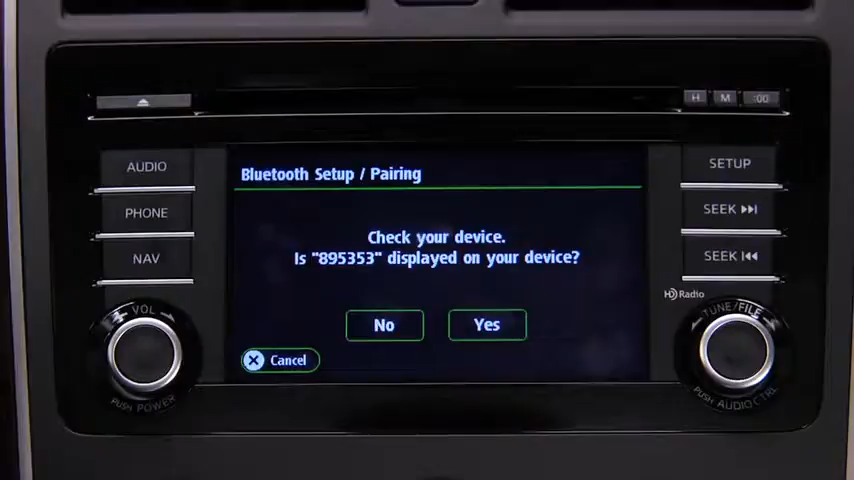 H M :00
AUDIO
PHONE
NAV
VOL
PUSH POWER
Bluetooth Setup / Pairing
Check your device.
Is "895353" displayed on your device?
No Yes
Cancel
SETUP
SEEK
SEEK
HD Radio
TUNE/FILE
PUSH AUDIO CTRL